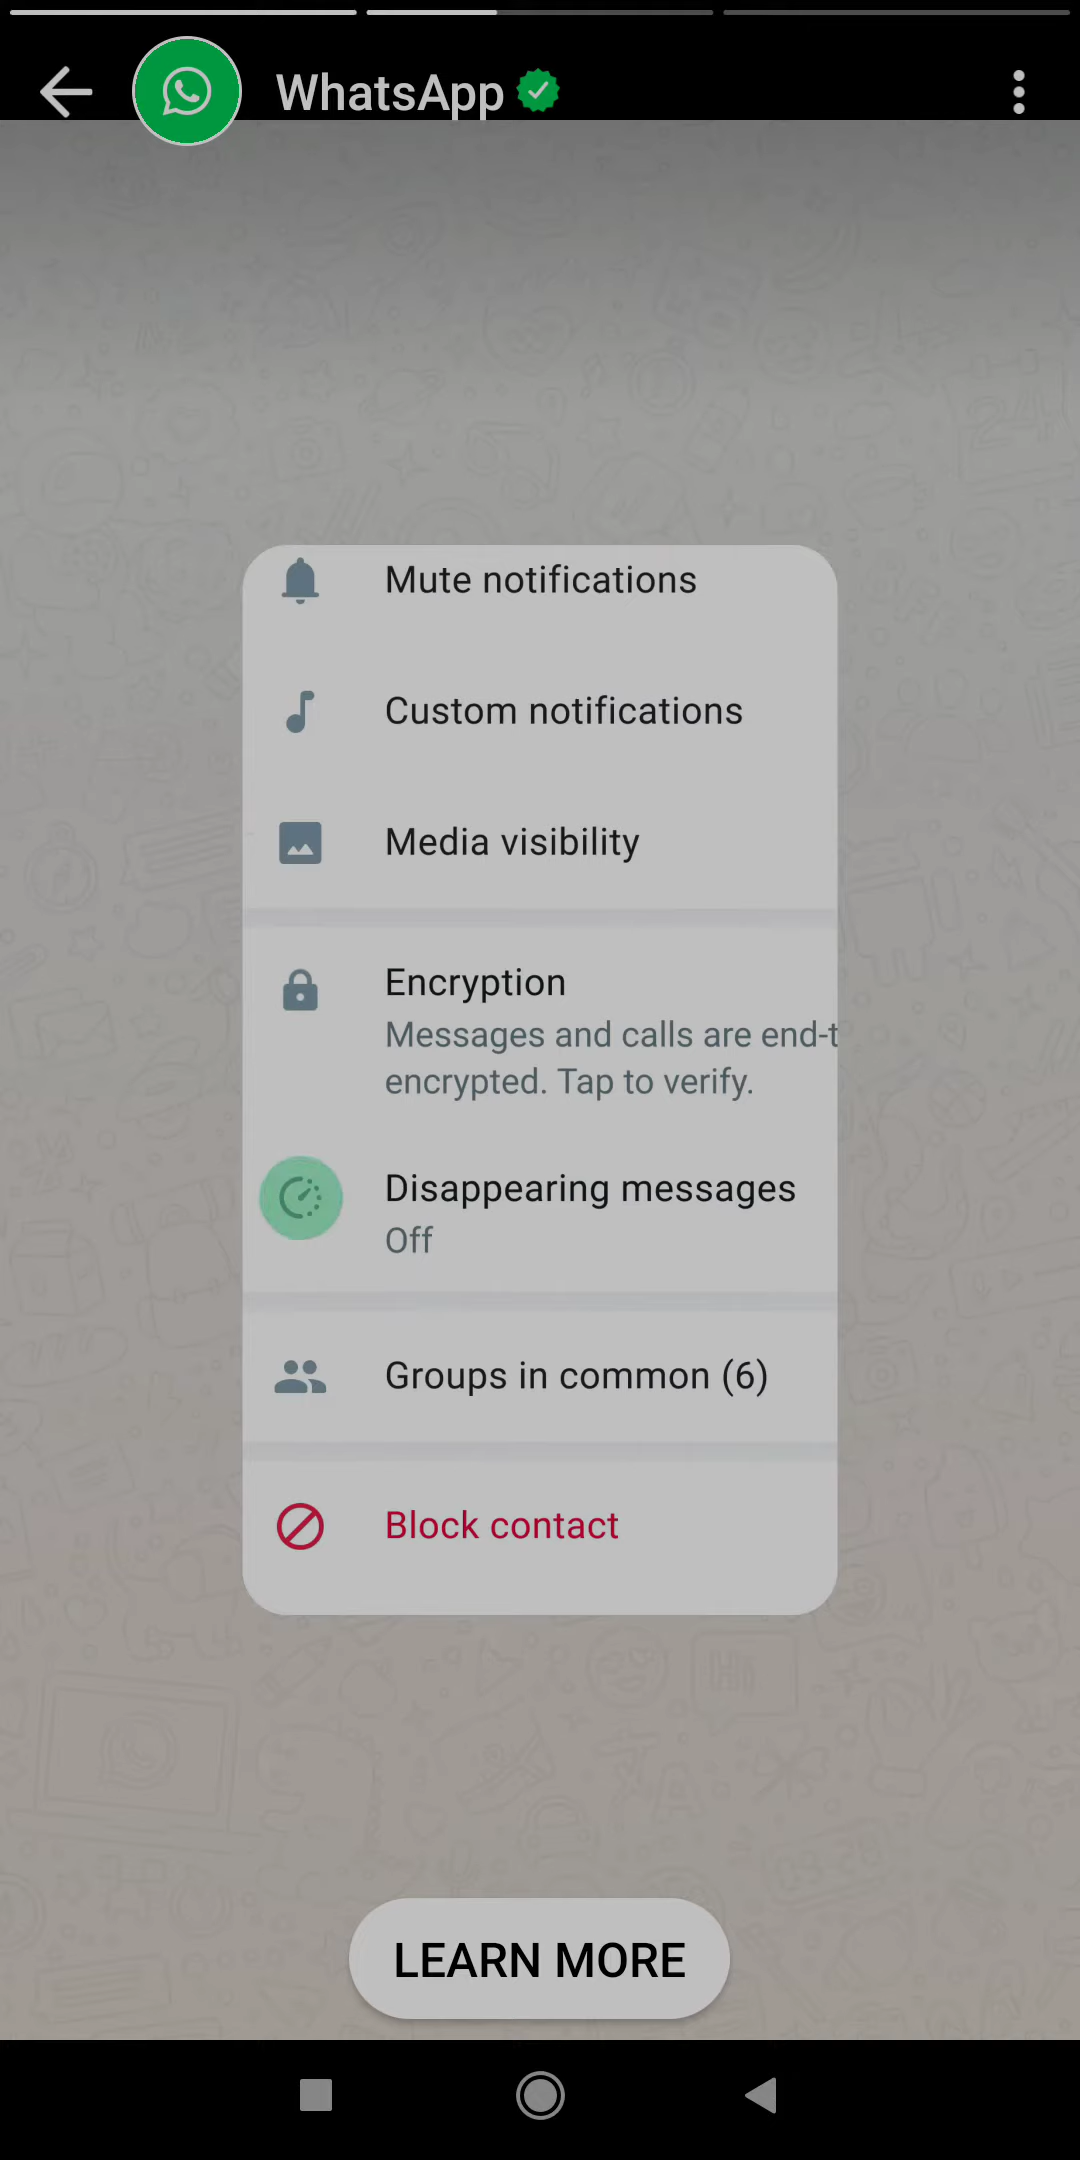 WhatsApp
Mute notifications
Custom notifications
Media visibility
Encryption
Messages and calls are end-t
encrypted. Tap to verify.
Disappearing messages
Off
Groups in common (6)
Block contact
LEARN MORE